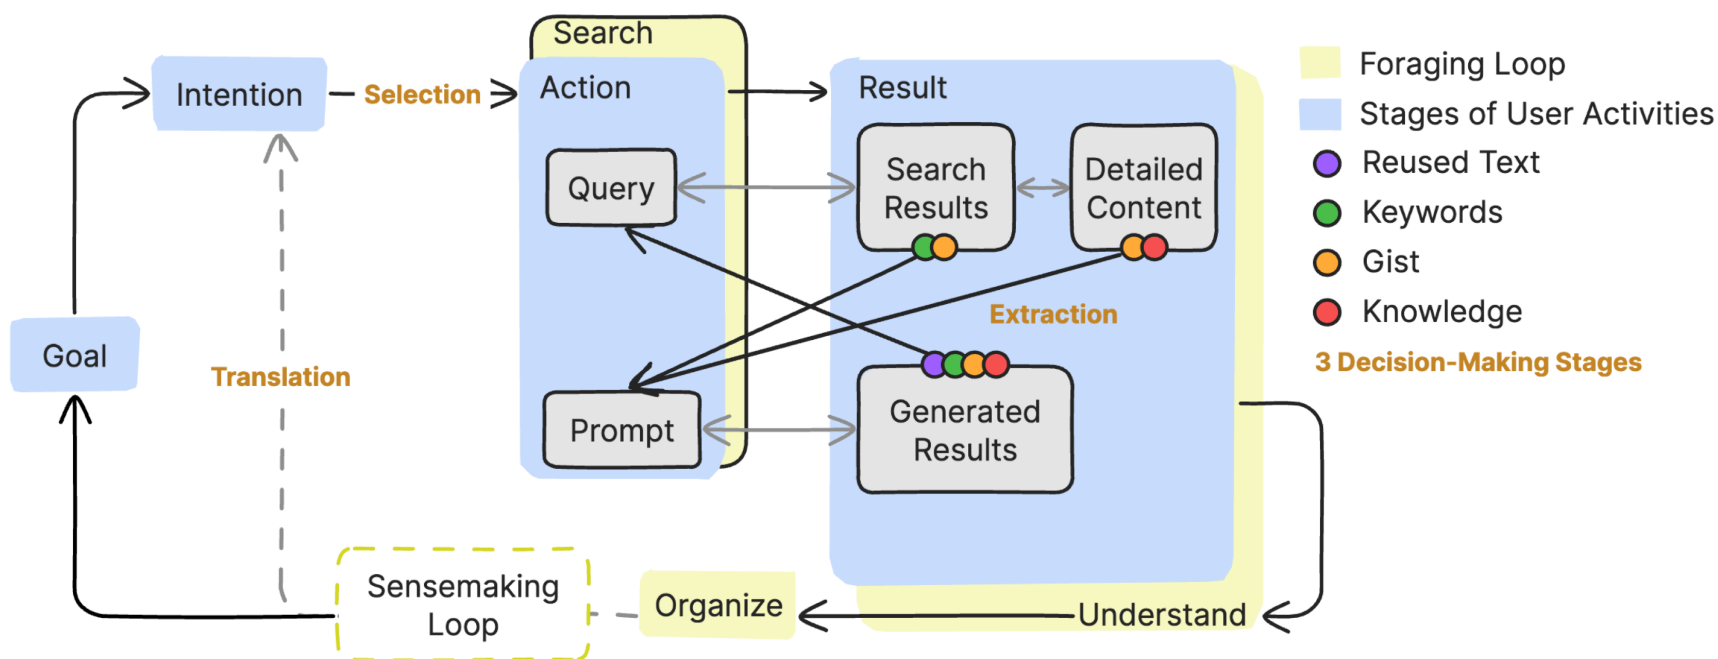 Search
Intention
Selection
Action
Result
Query
Search
Results
Detailed
Content
Extraction
Goal
Translation
Prompt
Generated
Results
Sensemaking
Loop
Organize
Understand
Foraging Loop
Stages of User Activities
Reused Text
Keywords
Gist
Knowledge
3 Decision-Making Stages